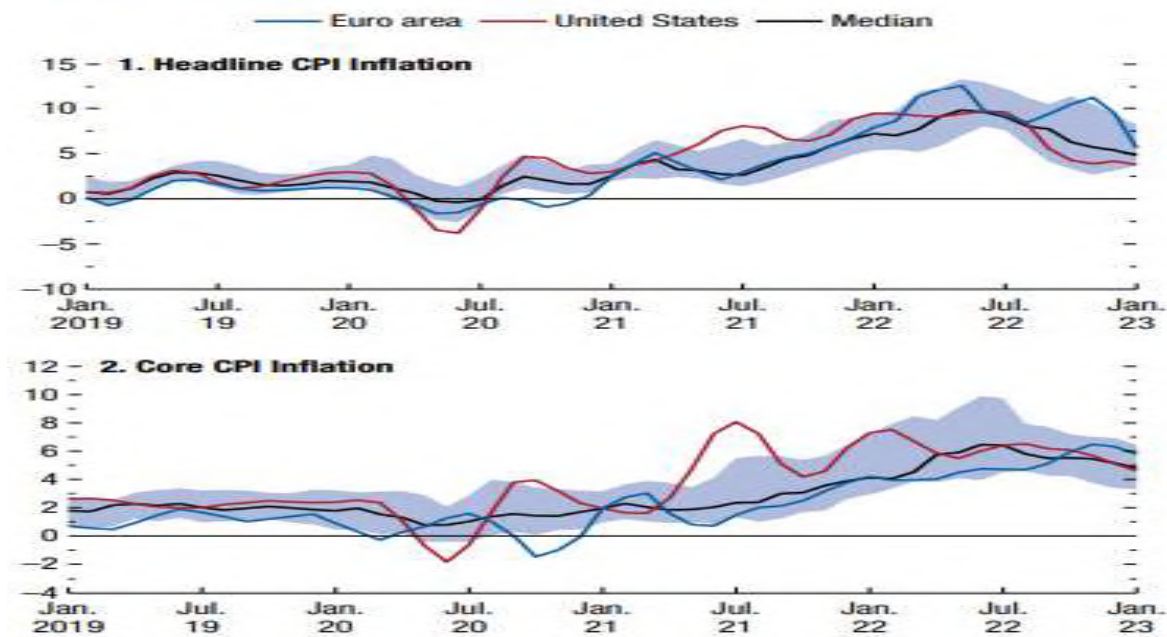 Euro area United States Median
1. Headline CPI Inflation
15
10
5
0
−5
−10
Jan. Jul. Jan. Jul. Jan. Jul. Jan. Jul. Jan.
2019 19 20 20 21 21 22 22 23
2. Core CPI Inflation
12
10
8
6
4
2
0
−2
−4
Jan. Jul. Jan. Jul. Jan. Jul. Jan. Jul. Jan.
2019 19 20 20 21 21 22 22 23